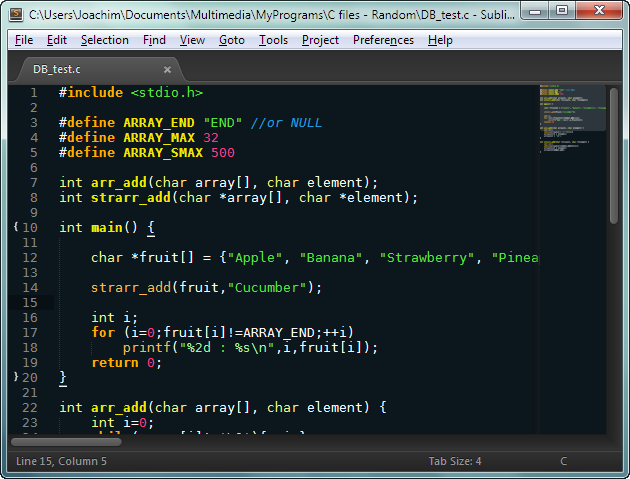 C:\Users\Joachim\Documents\Multimedia\MyPrograms\C files - Random\DB_test.c - Subli...
File Edit Selection Find View Goto Tools Project Preferences Help
DB_test.c ×
1 #include <stdio.h>
2
3 #define ARRAY_END "END" //or NULL
4 #define ARRAY_MAX 32
5 #define ARRAY_SMAX 500
6
7 int arr_add(char array[], char element);
8 int strarr_add(char *array[], char *element);
9
{ 10 int main() {
11
12 char *fruit[] = {"Apple", "Banana", "Strawberry", "Pinea
13
14 strarr_add(fruit,"Cucumber");
15
16 int i;
17 for (i=0;fruit[i]!=ARRAY_END;++i)
18 printf("%2d : %s\n",i,fruit[i]);
19 return 0;
} 20 }
21
22 int arr_add(char array[], char element) {
23 int i=0;
Line 15, Column 5 Tab Size: 4 C